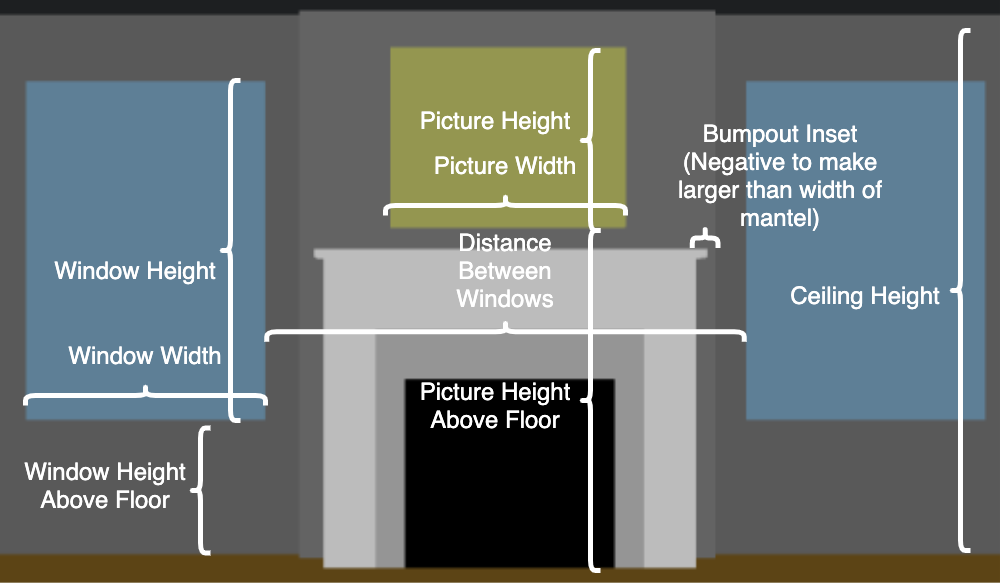 Picture Height
Picture Width
Bumpout Inset
(Negative to make
larger than width of
mantel)
Distance
Between
Windows
Window Height
Ceiling Height
Window Width
Picture Height
Above Floor
Window Height
Above Floor